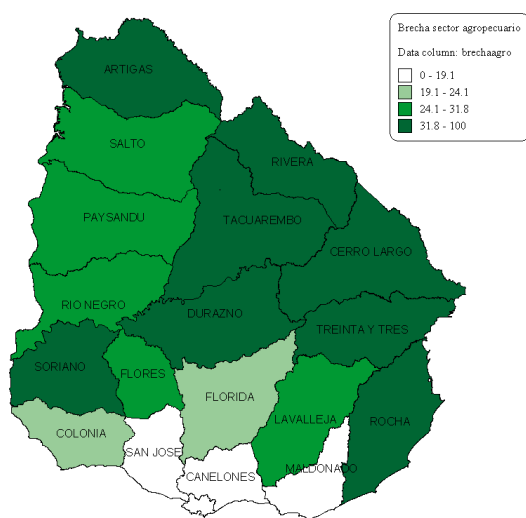 Brecha sector agropecuario
Data column: brechaagro
0 - 19.1
19.1 - 24.1
24.1 - 31.8
31.8 - 100
ARTIGAS
SALTO
RIVERA
PAYSANDU
TACUAREMBO
CERRO LARGO
RIO NEGRO
DURAZNO
TREINTA Y TRES
SORIANO
FLORES
FLORIDA
LAVALLEJA
ROCHA
COLONIA
SAN JOSE
CANELONES
MALDONADO